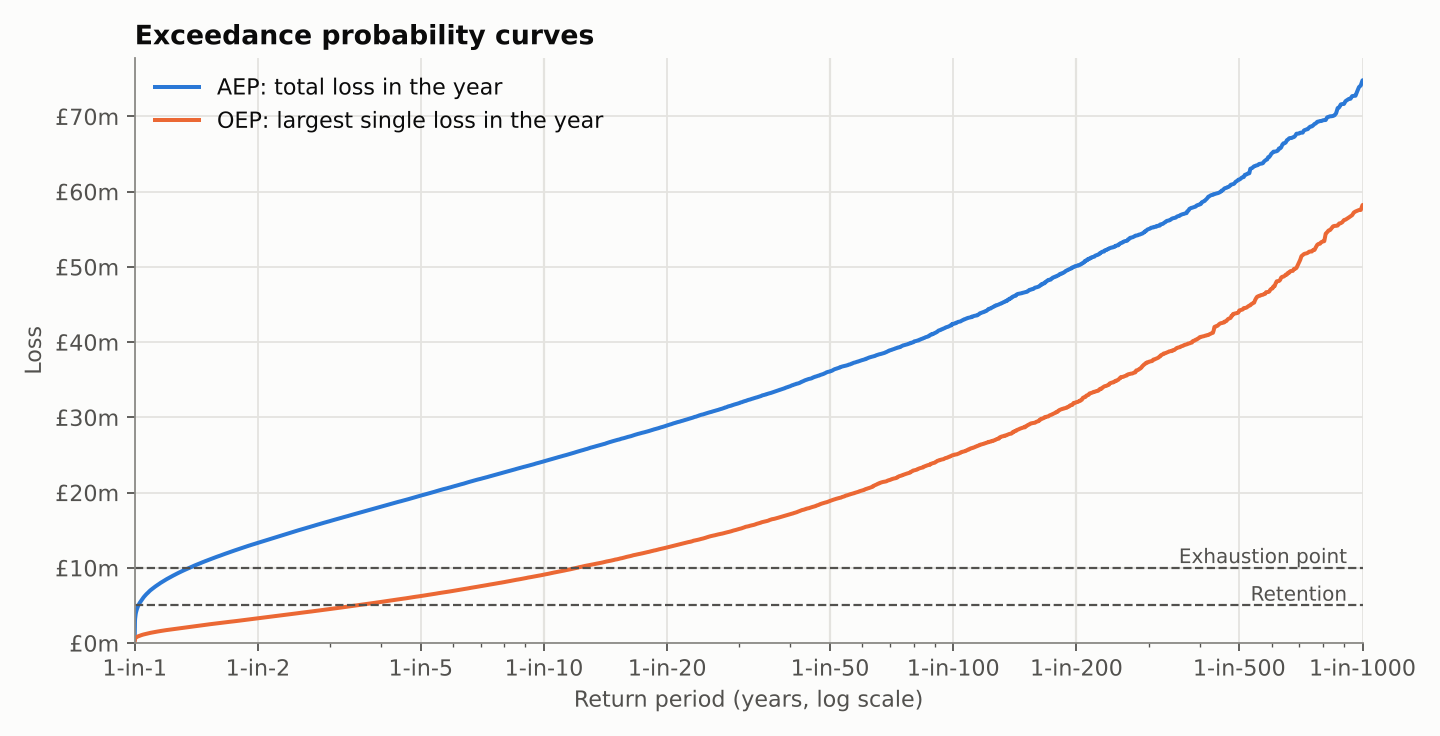 Exceedance probability curves
AEP: total loss in the year
OEP: largest single loss in the year
£70m
£60m
£50m
£40m
£30m
£20m
£10m
£0m
Loss
Exhaustion point
Retention
1-in-1
1-in-2
1-in-5
1-in-10
1-in-20
1-in-50
1-in-100
1-in-200
1-in-500
1-in-1000
Return period (years, log scale)